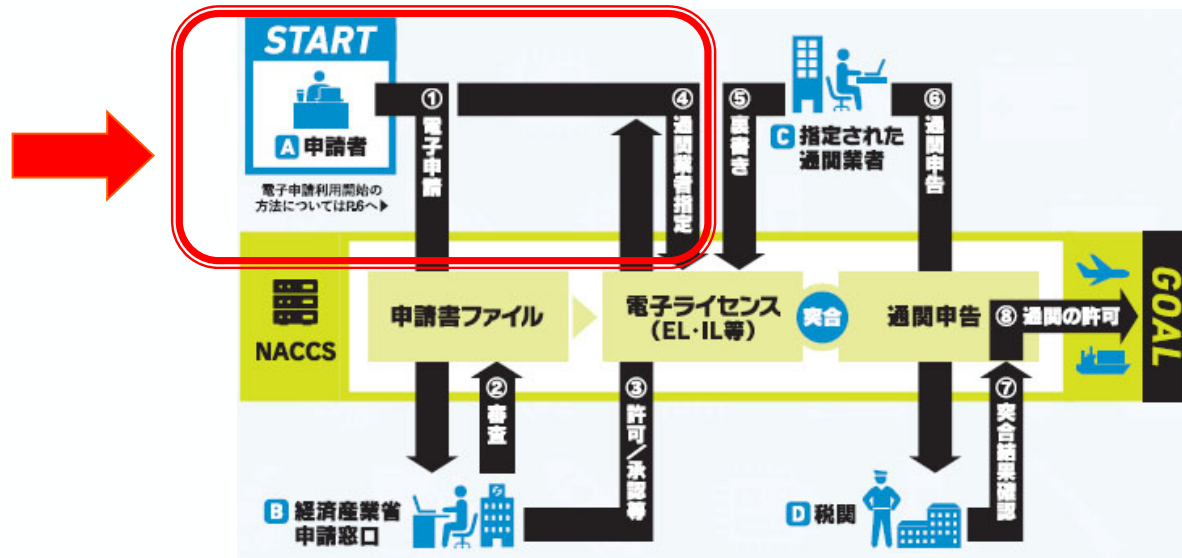 START
A 申請者
電子申請利用開始の
方法についてはP.6へ▶
①電子申請
④通関業者指定
⑤裏書き
C 指定された
通関業者
⑥通関申告
NACCS
申請書ファイル
電子ライセンス
(EL・IL等)
突合
通関申告
⑧通関の許可
GOAL
②審査
③許可/承認等
⑦突合結果確認
B 経済産業省
申請窓口
D 税関